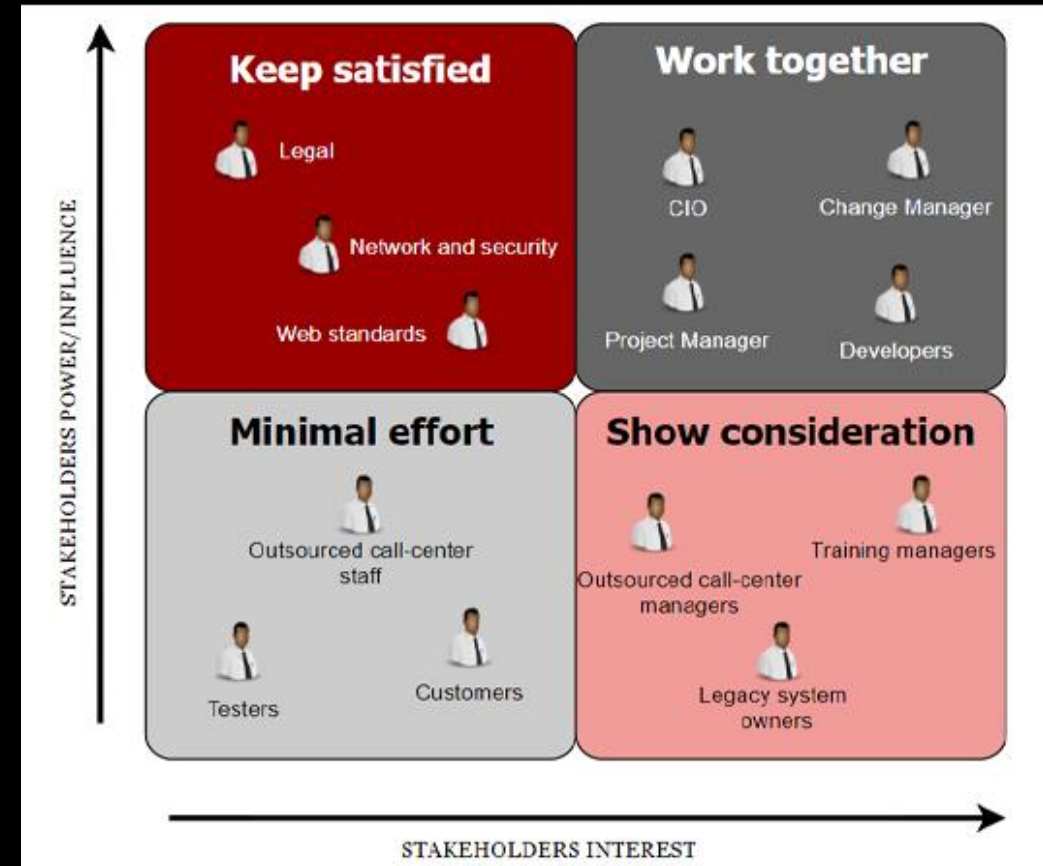 Keep satisfied
Legal
Network and security
Web standards
Work together
CIO
Change Manager
Project Manager
Developers
Minimal effort
Outsourced call-center
staff
Testers
Customers
Show consideration
Outsourced call-center
managers
Training managers
Legacy system
owners
STAKEHOLDERS POWER/INFLUENCE
STAKEHOLDERS INTEREST